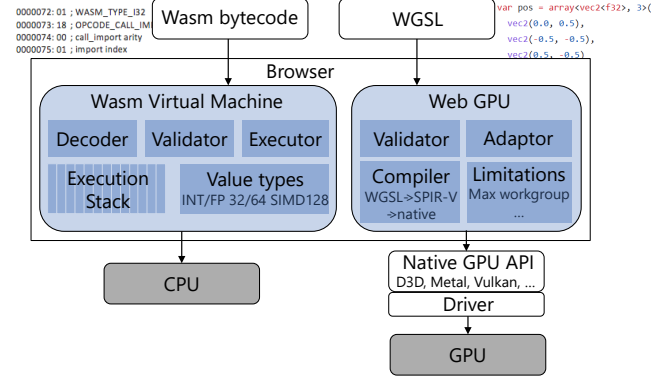 0000072: 01 ; WASM_TYPE_I32
0000073: 18 ; OPCODE_CALL_IM
0000074: 00 ; call_import arity
0000075: 01 ; import index
Wasm bytecode
WGSL
var pos = array<vec2<f32>, 3>(
vec2(0.0, 0.5),
vec2(-0.5, -0.5),
vec2(0.5, -0.5)
Browser
Wasm Virtual Machine
Decoder
Validator
Executor
Execution
Stack
Value types
INT/FP 32/64 SIMD128
Web GPU
Validator
Adaptor
Compiler
WGSL->SPIR-V
->native
Limitations
Max workgroup
...
CPU
Native GPU API
D3D, Metal, Vulkan, ...
Driver
GPU